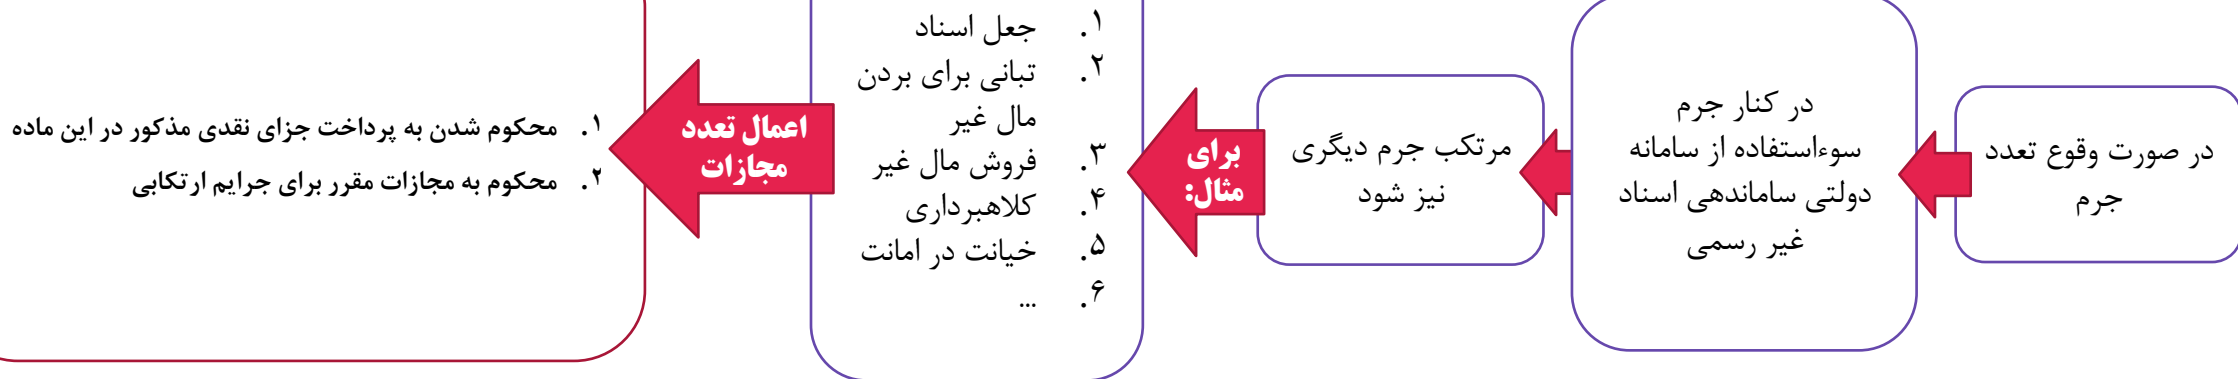 در صورت وقوع تعدد
جرم
در کنار جرم
سوءاستفاده از سامانه
دولتی ساماندهی اسناد
غیر رسمی
مرتکب جرم دیگری
نیز شود
برای
مثال:
۱. جعل اسناد
۲. تبانی برای بردن
مال غیر
۳. فروش مال غیر
۴. کلاهبرداری
۵. خیانت در امانت
۶. ...
اعمال تعدد
مجازات
۱. محکوم شدن به پرداخت جزای نقدی مذکور در این ماده
۲. محکوم به مجازات مقرر برای جرایم ارتکابی